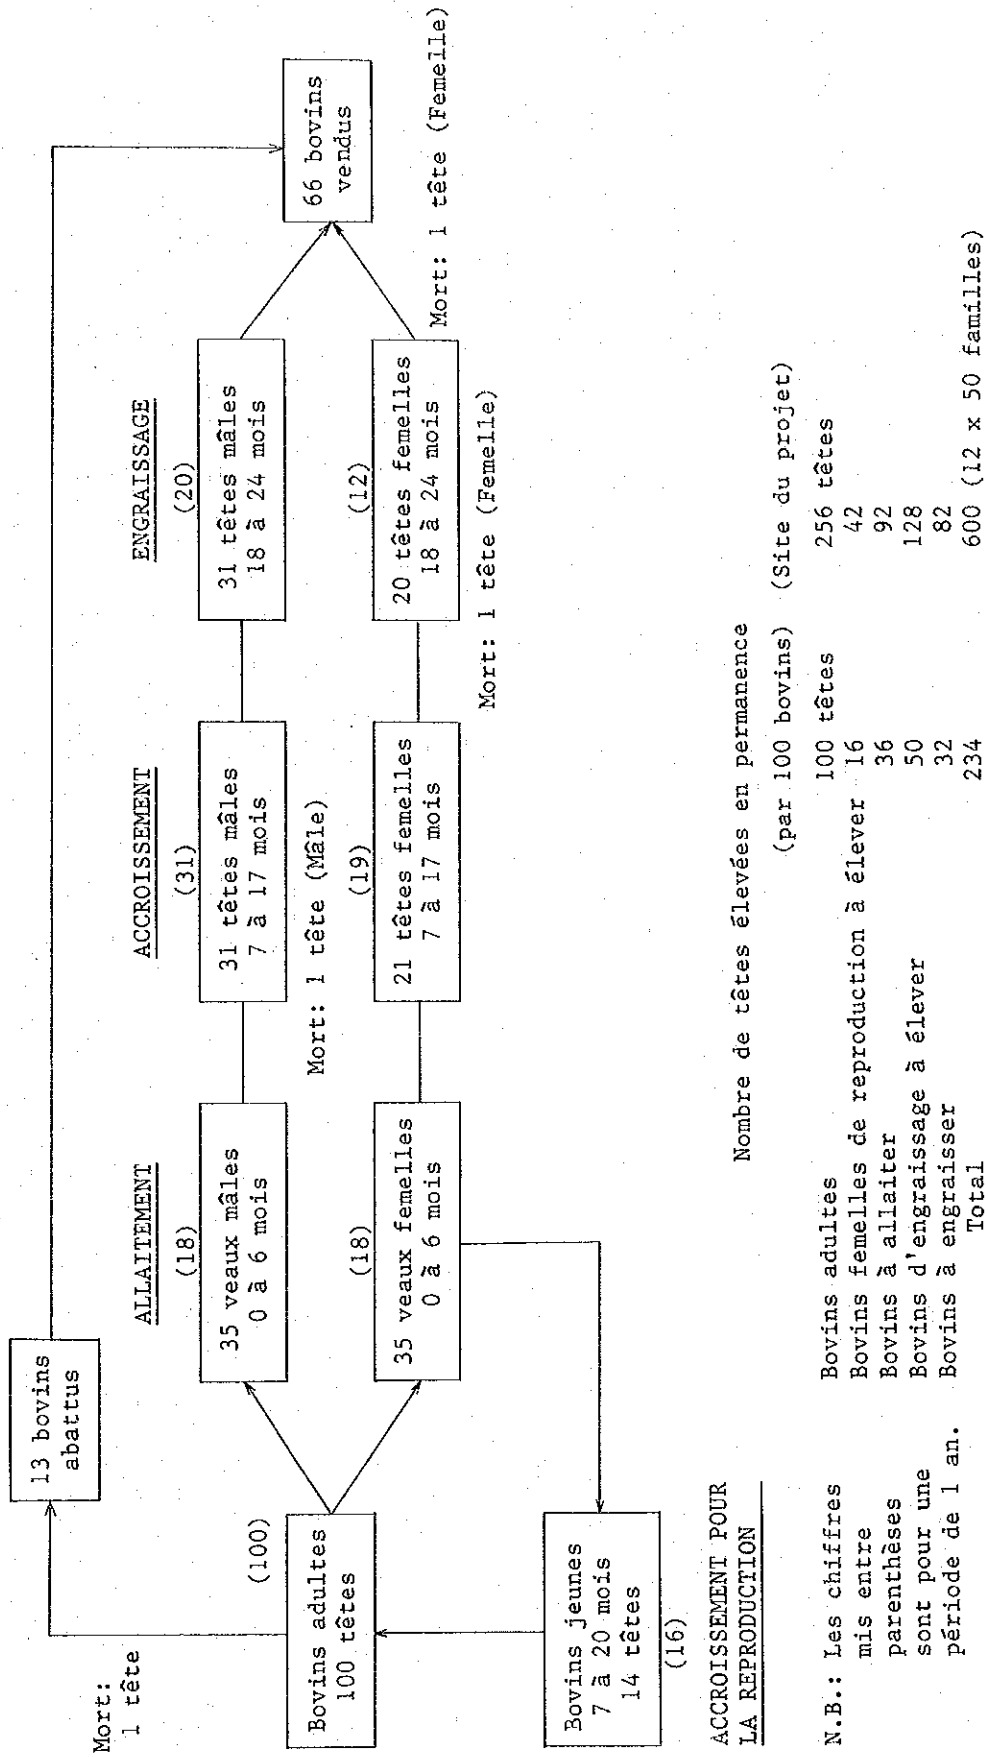 Mort:
1 tête
13 bovins
abattus
ALLAITEMENT
ACCROISSEMENT
ENGRAISSAGE
(18)
(31)
(20)
35 veaux mâles
0 à 6 mois
31 têtes mâles
7 à 17 mois
31 têtes mâles
18 à 24 mois
Mort: 1 tête (Mâle)
(100)
Bovins adultes
100 têtes
66 bovins
vendus
(18)
(19)
(12)
35 veaux femelles
0 à 6 mois
21 têtes femelles
7 à 17 mois
20 têtes femelles
18 à 24 mois
Mort: 1 tête (Femelle)
Mort: 1 tête (Femelle)
Bovins jeunes
7 à 20 mois
14 têtes
(16)
ACCROISSEMENT POUR
LA REPRODUCTION
N.B.: Les chiffres
mis entre
parenthèses
sont pour une
période de 1 an.
Nombre de têtes élevées en permanence
(par 100 bovins) (Site du projet)
Bovins adultes 100 têtes 256 têtes
Bovins femelles de reproduction à élever 16 42
Bovins à allaiter 36 92
Bovins d'engraissage à élever 50 128
Bovins à engraisser 32 82
Total 234 600 (12 x 50 familles)